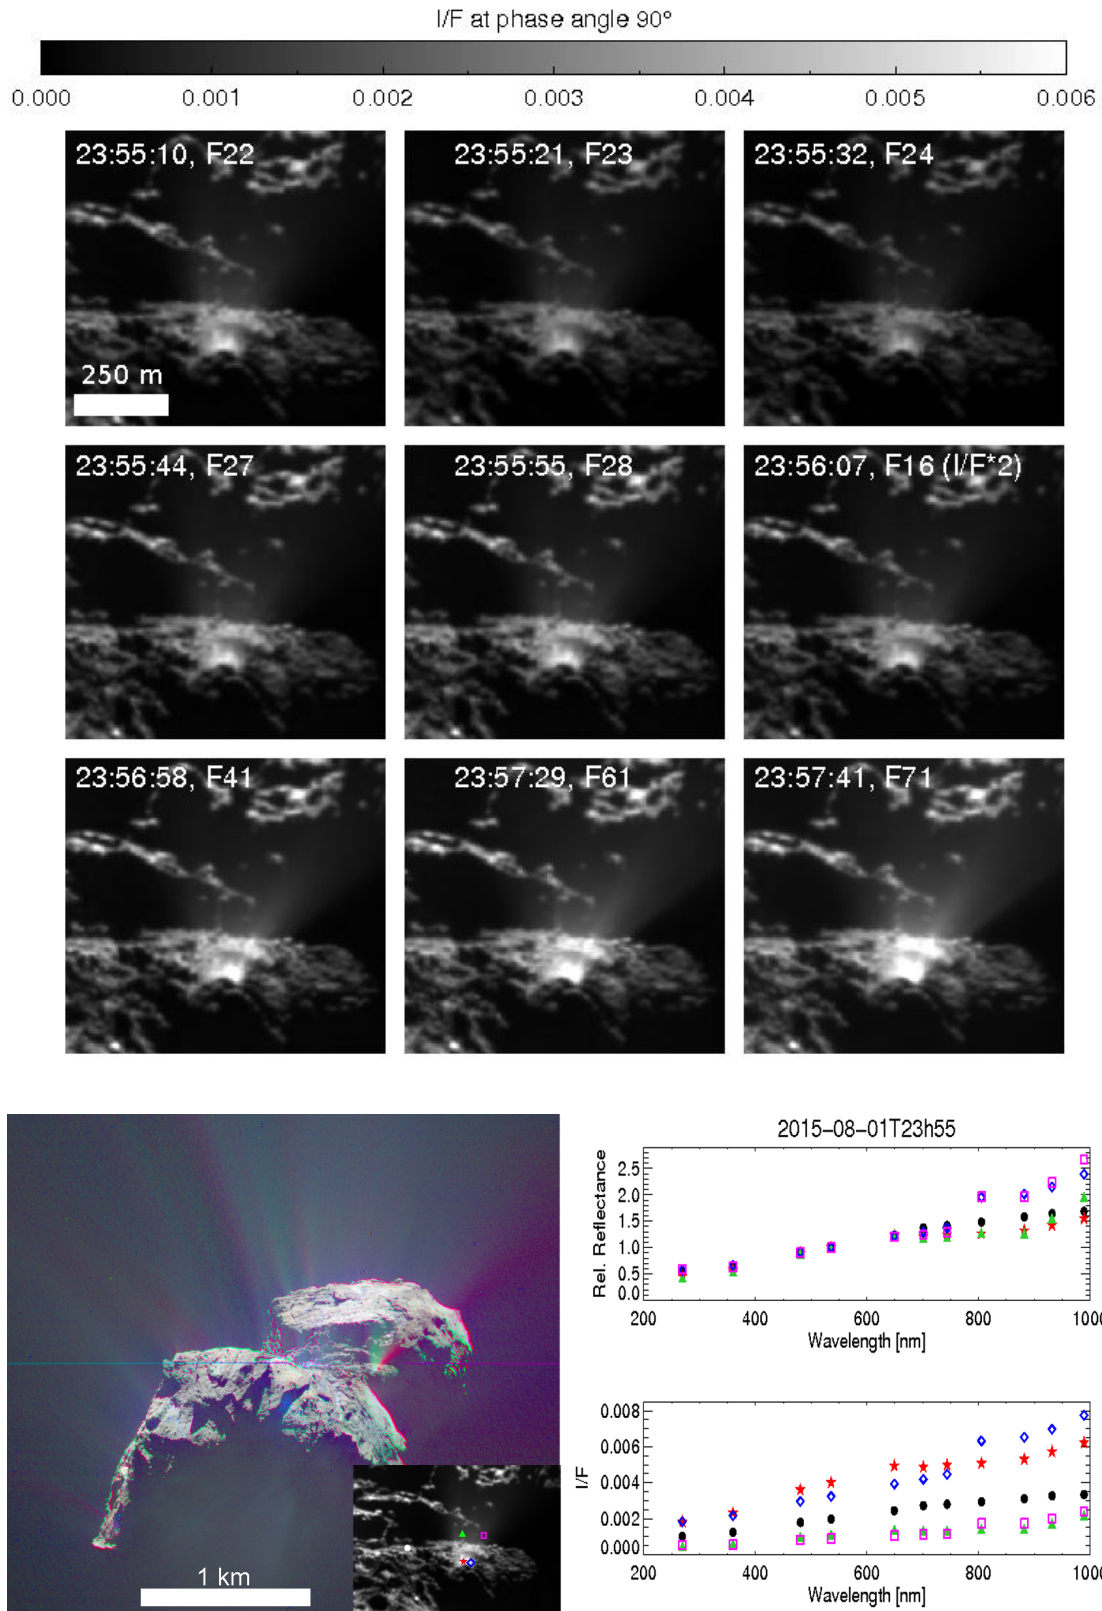 I/F at phase angle 90°
0.000 0.001 0.002 0.003 0.004 0.005 0.006
23:55:10, F22
23:55:21, F23
23:55:32, F24
250 m
23:55:44, F27
23:55:55, F28
23:56:07, F16 (I/F*2)
23:56:58, F41
23:57:29, F61
23:57:41, F71
1 km
2015-08-01T23h55
Rel. Reflectance
2.5
2.0
1.5
1.0
0.5
0.0
200 400 600 800 1000
Wavelength [nm]
I/F
0.008
0.006
0.004
0.002
0.000
200 400 600 800 1000
Wavelength [nm]